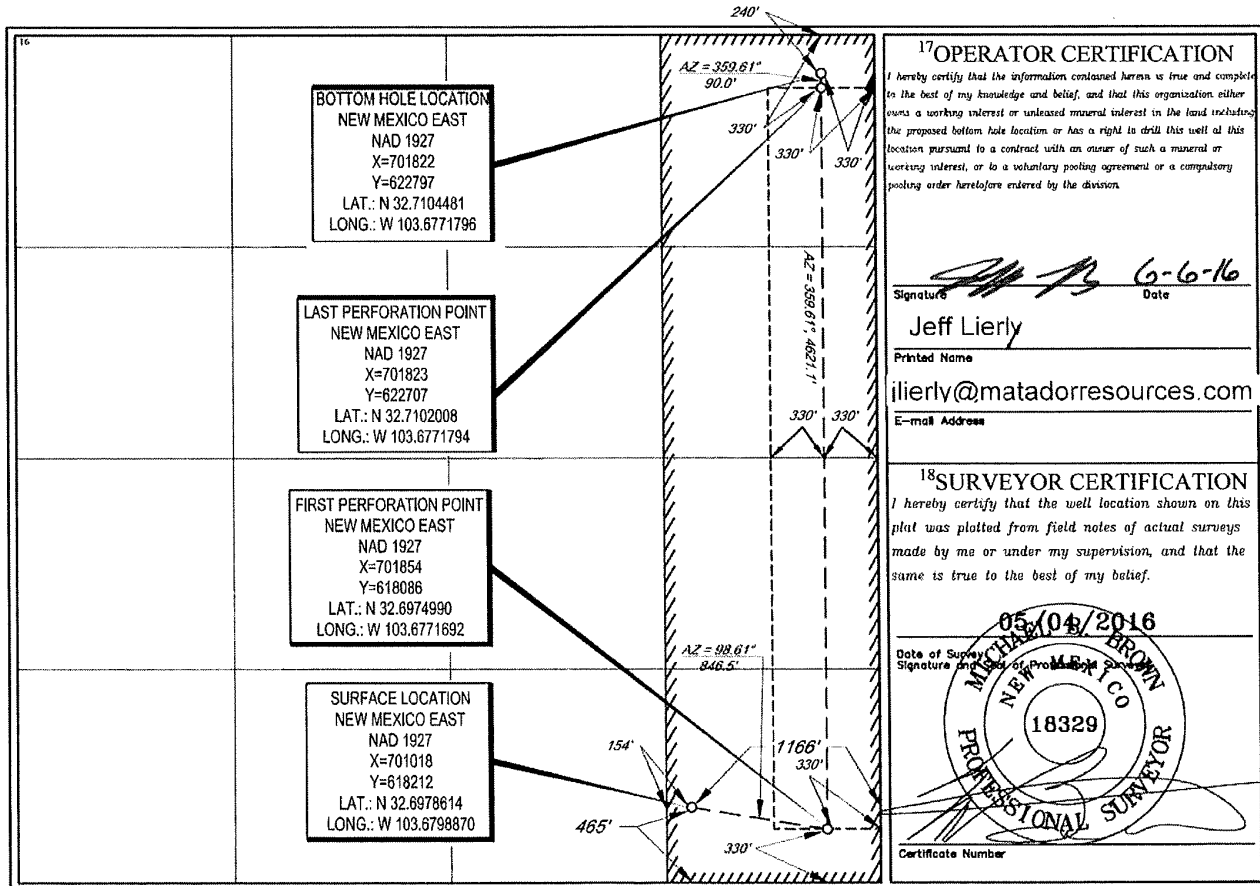 16
240'
AZ = 359.61°
90.0'
330'
330'
330'
BOTTOM HOLE LOCATION
NEW MEXICO EAST
NAD 1927
X=701822
Y=622797
LAT.: N 32.7104481
LONG.: W 103.6771796
LAST PERFORATION POINT
NEW MEXICO EAST
NAD 1927
X=701823
Y=622707
LAT.: N 32.7102008
LONG.: W 103.6771794
AZ = 359.61°, 4621.1'
330'
330'
FIRST PERFORATION POINT
NEW MEXICO EAST
NAD 1927
X=701854
Y=618086
LAT.: N 32.6974990
LONG.: W 103.6771692
AZ = 98.61°
846.5'
SURFACE LOCATION
NEW MEXICO EAST
NAD 1927
X=701018
Y=618212
LAT.: N 32.6978614
LONG.: W 103.6798870
154'
1166'
330'
465'
330'
17OPERATOR CERTIFICATION
I hereby certify that the information contained herein is true and complete
to the best of my knowledge and belief, and that this organization either
owns a working interest or unleased mineral interest in the land including
the proposed bottom hole location or has a right to drill this well at this
location pursuant to a contract with an owner of such a mineral or
working interest, or to a voluntary pooling agreement or a compulsory
pooling order heretofore entered by the division
6-6-16
Signature
Date
Jeff Lierly
Printed Name
jlierly@matadorresources.com
E-mail Address
18SURVEYOR CERTIFICATION
I hereby certify that the well location shown on this
plat was plotted from field notes of actual surveys
made by me or under my supervision, and that the
same is true to the best of my belief.
05/04/2016
Date of Survey
Signature and Seal of Professional Surveyor
MICHAEL B. BROWN
NEW MEXICO
18329
PROFESSIONAL SURVEYOR
Certificate Number